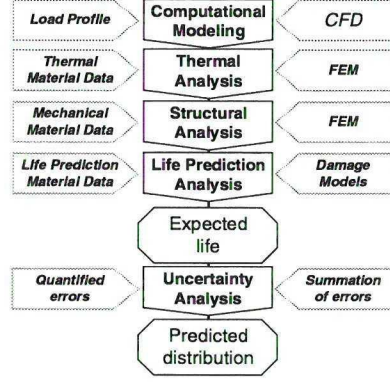 Load Profile
Computational
Modeling
CFD
Thermal
Material Data
Thermal
Analysis
FEM
Mechanical
Material Data
Structural
Analysis
FEM
Life Prediction
Material Data
Life Prediction
Analysis
Damage
Models
Expected
life
Quantified
errors
Uncertainty
Analysis
Summation
of errors
Predicted
distribution